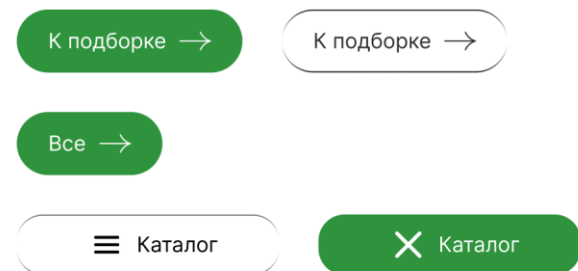 К подборке
К подборке
Все
Каталог
Каталог